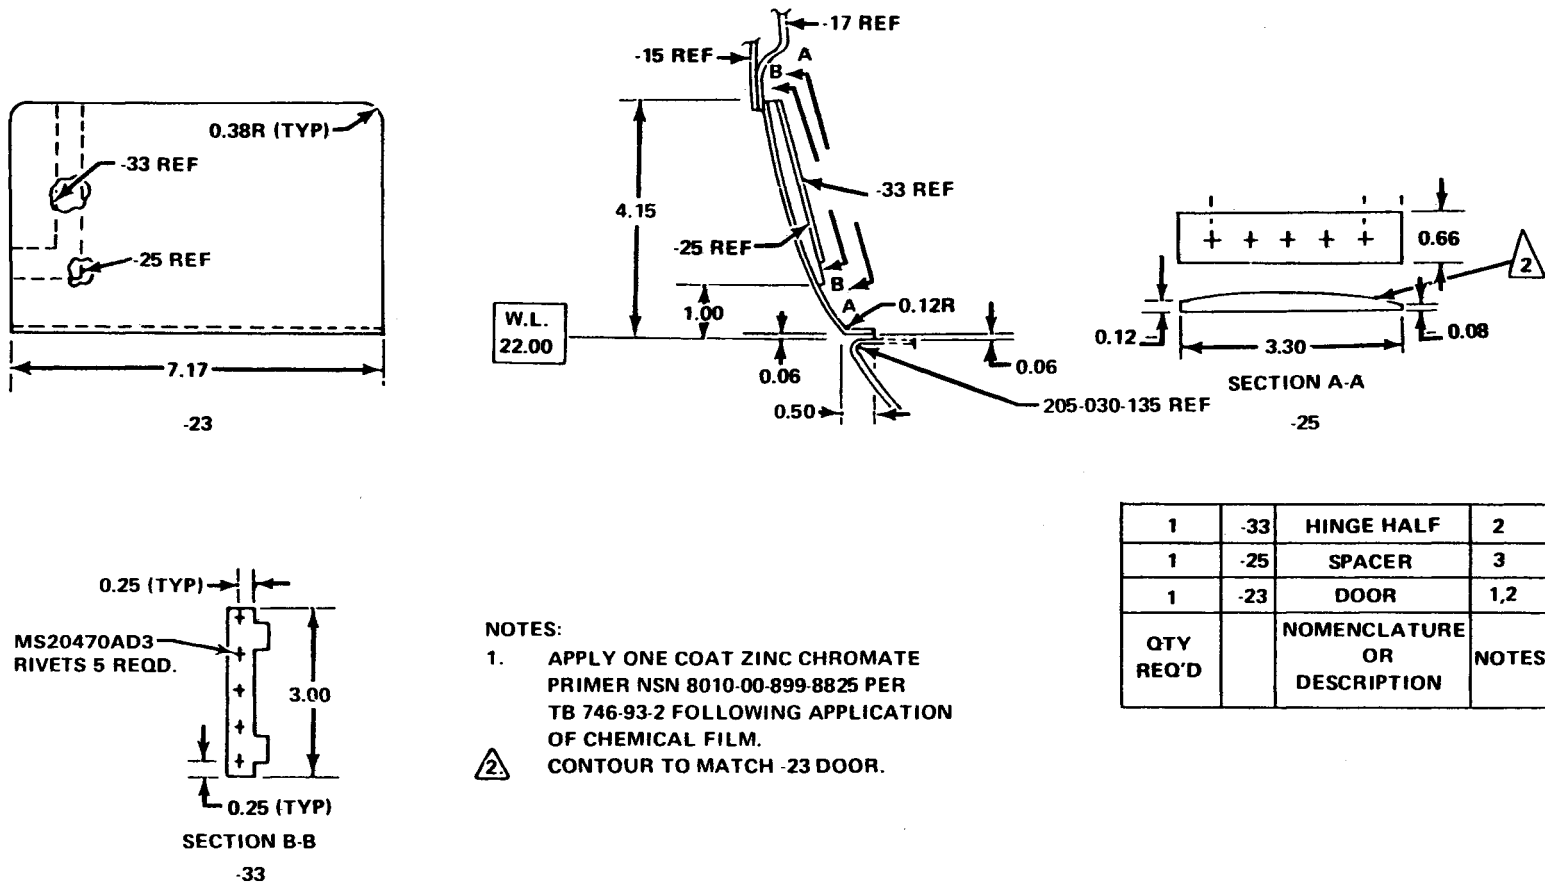 -17 REF
-15 REF
A
B
0.38R (TYP)
-33 REF
-25 REF
7.17
-23
4.15
-33 REF
-25 REF
B
A
1.00
0.12R
W.L.
22.00
0.06
0.06
0.50
205-030-135 REF
0.66
2
0.12
3.30
0.08
SECTION A-A
-25
0.25 (TYP)
MS20470AD3
RIVETS 5 REQD.
3.00
0.25 (TYP)
SECTION B-B
-33
NOTES:
1. APPLY ONE COAT ZINC CHROMATE
PRIMER NSN 8010-00-899-8825 PER
TB 746-93-2 FOLLOWING APPLICATION
OF CHEMICAL FILM.
2. CONTOUR TO MATCH -23 DOOR.
1 -33 HINGE HALF 2
1 -25 SPACER 3
1 -23 DOOR 1,2
QTY REQ'D NOMENCLATURE OR DESCRIPTION NOTES